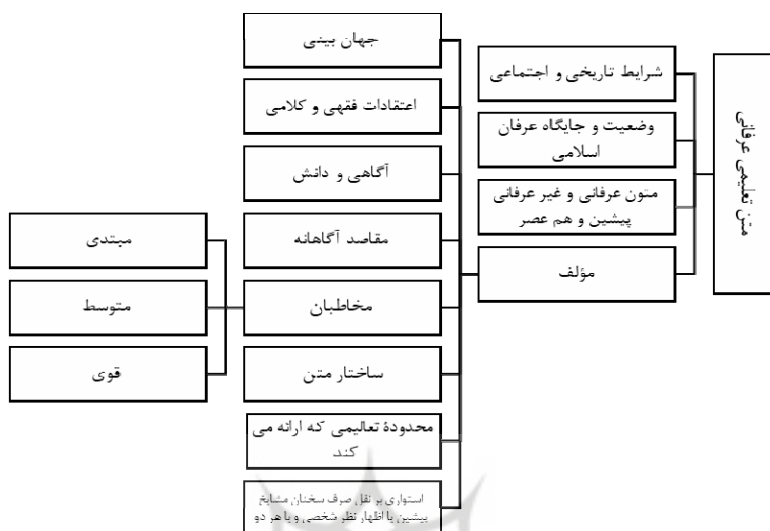 متن تعلیمی عرفانی
شرایط تاریخی و اجتماعی
وضعیت و جایگاه عرفان
اسلامی
متون عرفانی و غیر عرفانی
پیشین و هم عصر
مؤلف
جهان بینی
اعتقادات فقهی و کلامی
آگاهی و دانش
مقاصد آگاهانه
مخاطبان
ساختار متن
محدودۀ تعالیمی که ارائه می
کند
استواری بر نقل صرف سخنان مشایخ
پیشین یا اظهار نظر شخصی و یا هر دو
مبتدی
متوسط
قوی